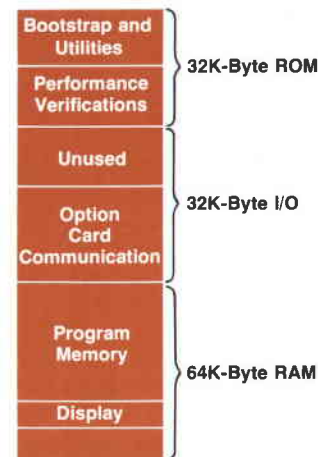 Bootstrap and
Utilities
Performance
Verifications
32K-Byte ROM
Unused
Option
Card
Communication
32K-Byte I/O
Program
Memory
Display
64K-Byte RAM